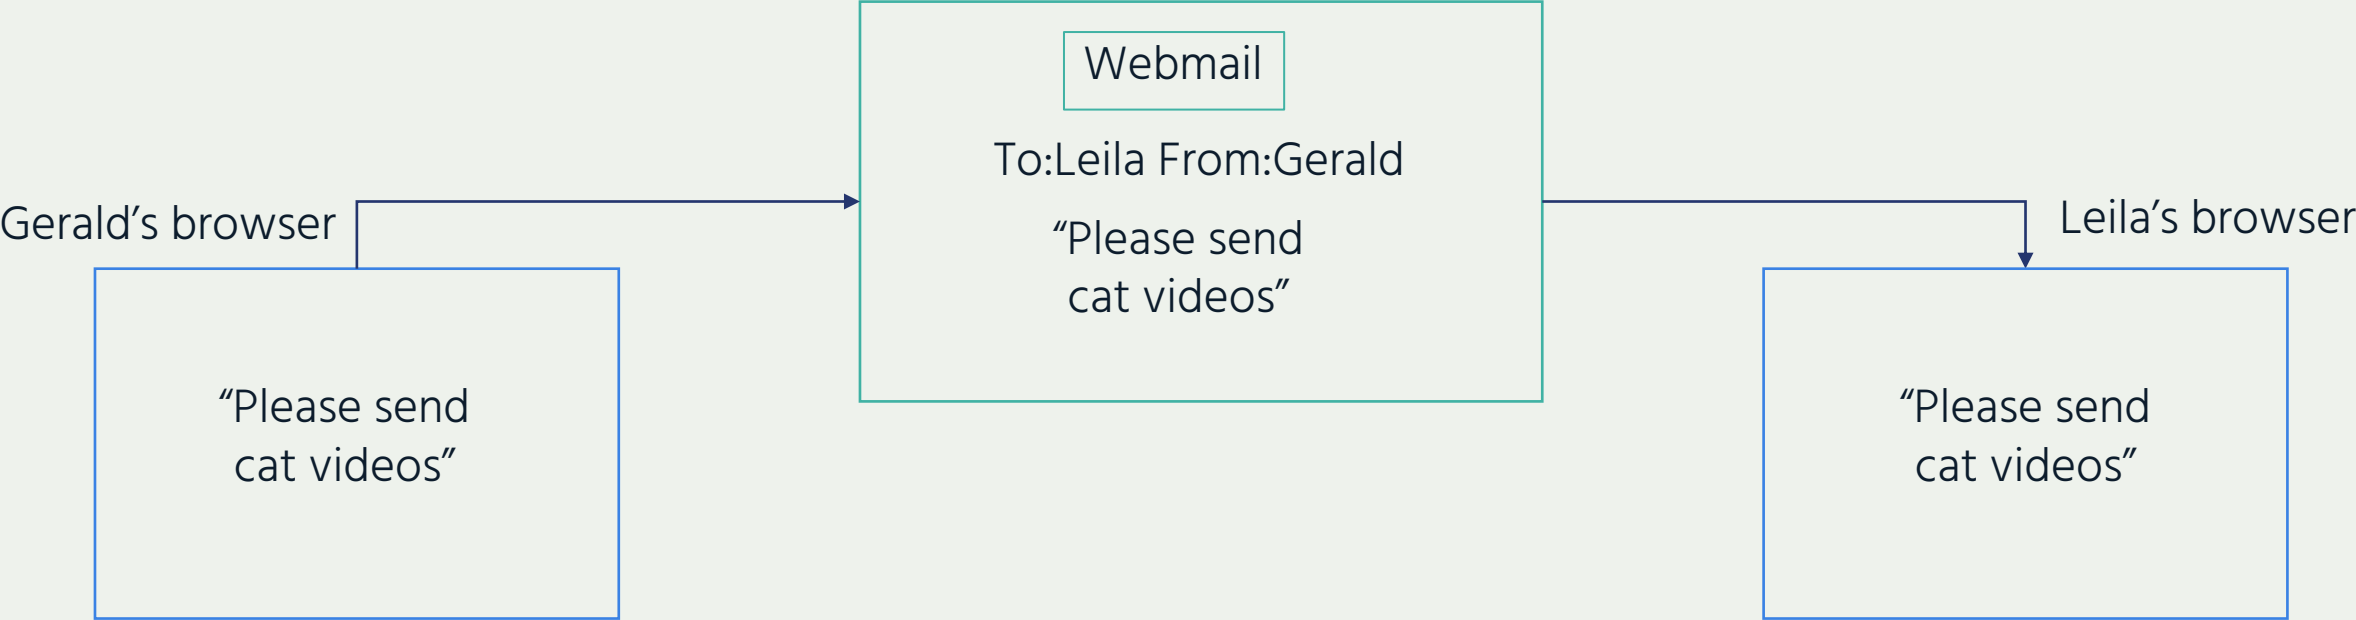 Webmail
To:Leila From:Gerald
“Please send
cat videos”
Gerald’s browser
“Please send
cat videos”
Leila’s browser
“Please send
cat videos”